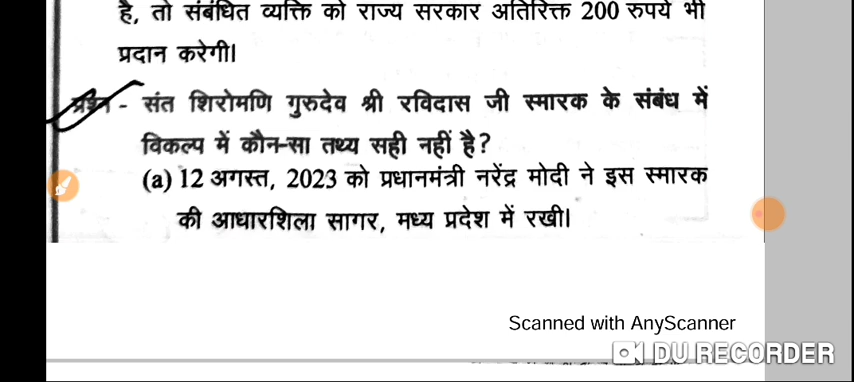 है, तो संबंधित व्यक्ति को राज्य सरकार अतिरिक्त 200 रुपये भी
प्रदान करेगी।
प्रश्न - संत शिरोमणि गुरुदेव श्री रविदास जी स्मारक के संबंध में
विकल्प में कौन-सा तथ्य सही नहीं है?
(a) 12 अगस्त, 2023 को प्रधानमंत्री नरेंद्र मोदी ने इस स्मारक
की आधारशिला सागर, मध्य प्रदेश में रखी।
Scanned with AnyScanner
DU RECORDER